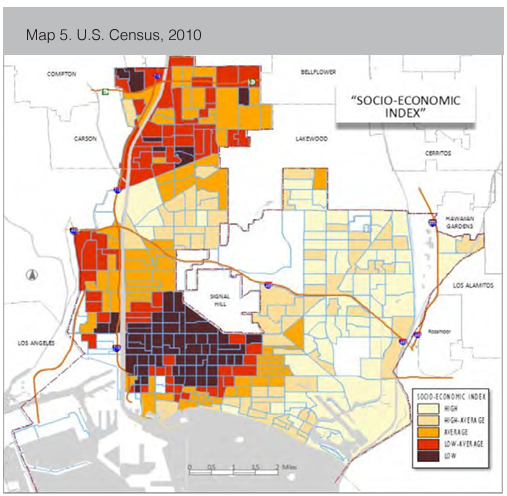 Map 5. U.S. Census, 2010
COMPTON
BELLFLOWER
"SOCIO-ECONOMIC
INDEX"
CARSON
LAKEWOOD
CERRITOS
HAWAIIAN
GARDENS
SIGNAL
HILL
LOS ALAMITOS
Rossmoor
LOS ANGELES
SOCIO-ECONOMIC INDEX
HIGH
HIGH-AVERAGE
AVERAGE
LOW-AVERAGE
LOW
0 0.5 1 1.5 2 Miles